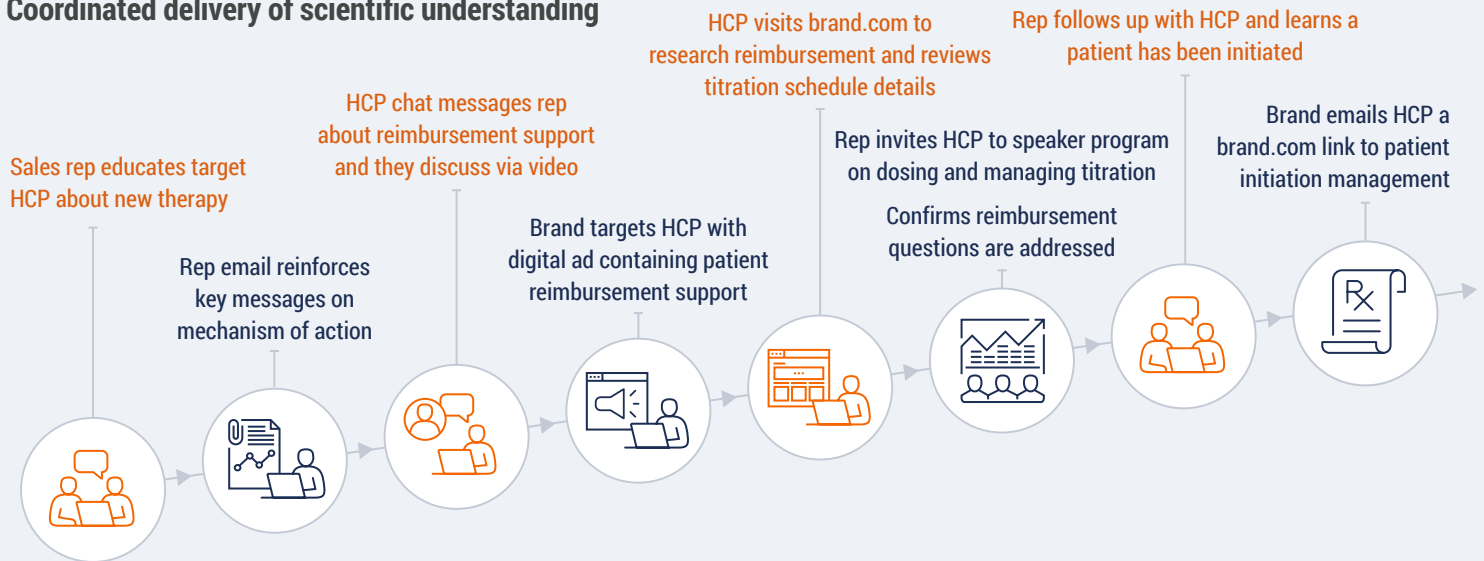 Coordinated delivery of scientific understanding
Sales rep educates target
HCP about new therapy
Rep email reinforces
key messages on
mechanism of action
HCP chat messages rep
about reimbursement support
and they discuss via video
Brand targets HCP with
digital ad containing patient
reimbursement support
HCP visits brand.com to
research reimbursement and reviews
titration schedule details
Rep invites HCP to speaker program
on dosing and managing titration
Confirms reimbursement
questions are addressed
Rep follows up with HCP and learns a
patient has been initiated
Brand emails HCP a
brand.com link to patient
initiation management
Rx